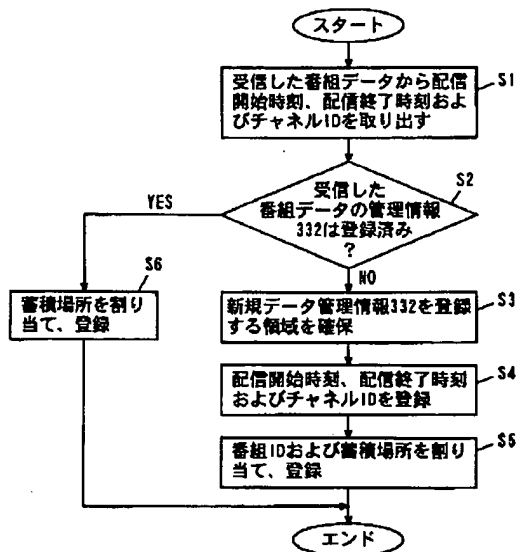 スタート
受信した番組データから配信
開始時刻、配信終了時刻およ
びチャネルIDを取り出す
S1
受信した
番組データの管理情報
332は登録済み
?
S2
YES
NO
S6
蓄積場所を割り
当て、登録
新規データ管理情報332を登録
する領域を確保
S3
配信開始時刻、配信終了時刻
およびチャネルIDを登録
S4
番組IDおよび蓄積場所を割り
当て、登録
S5
エンド